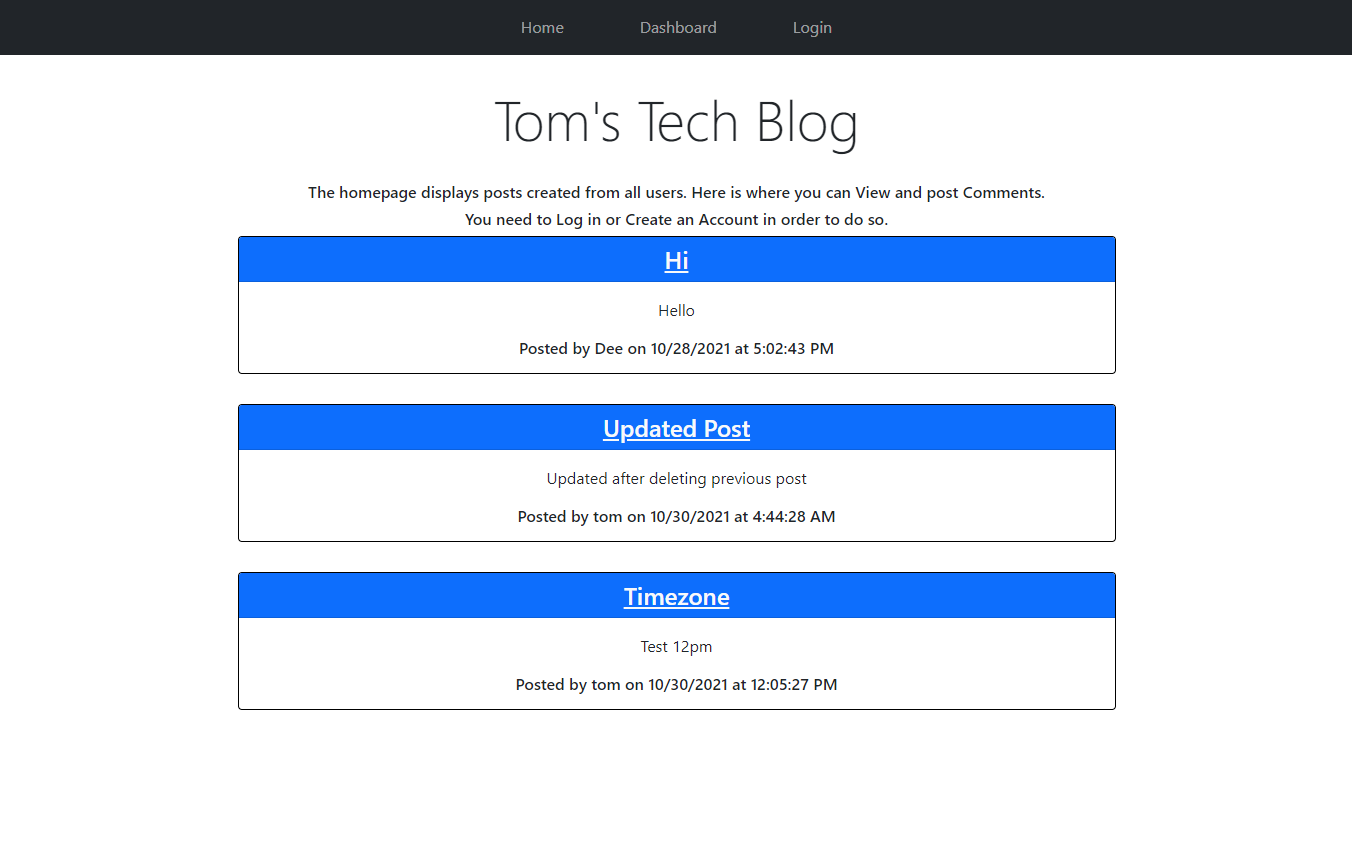 Home Dashboard Login
Tom's Tech Blog
The homepage displays posts created from all users. Here is where you can View and post Comments.
You need to Log in or Create an Account in order to do so.
Hi
Hello
Posted by Dee on 10/28/2021 at 5:02:43 PM
Updated Post
Updated after deleting previous post
Posted by tom on 10/30/2021 at 4:44:28 AM
Timezone
Test 12pm
Posted by tom on 10/30/2021 at 12:05:27 PM